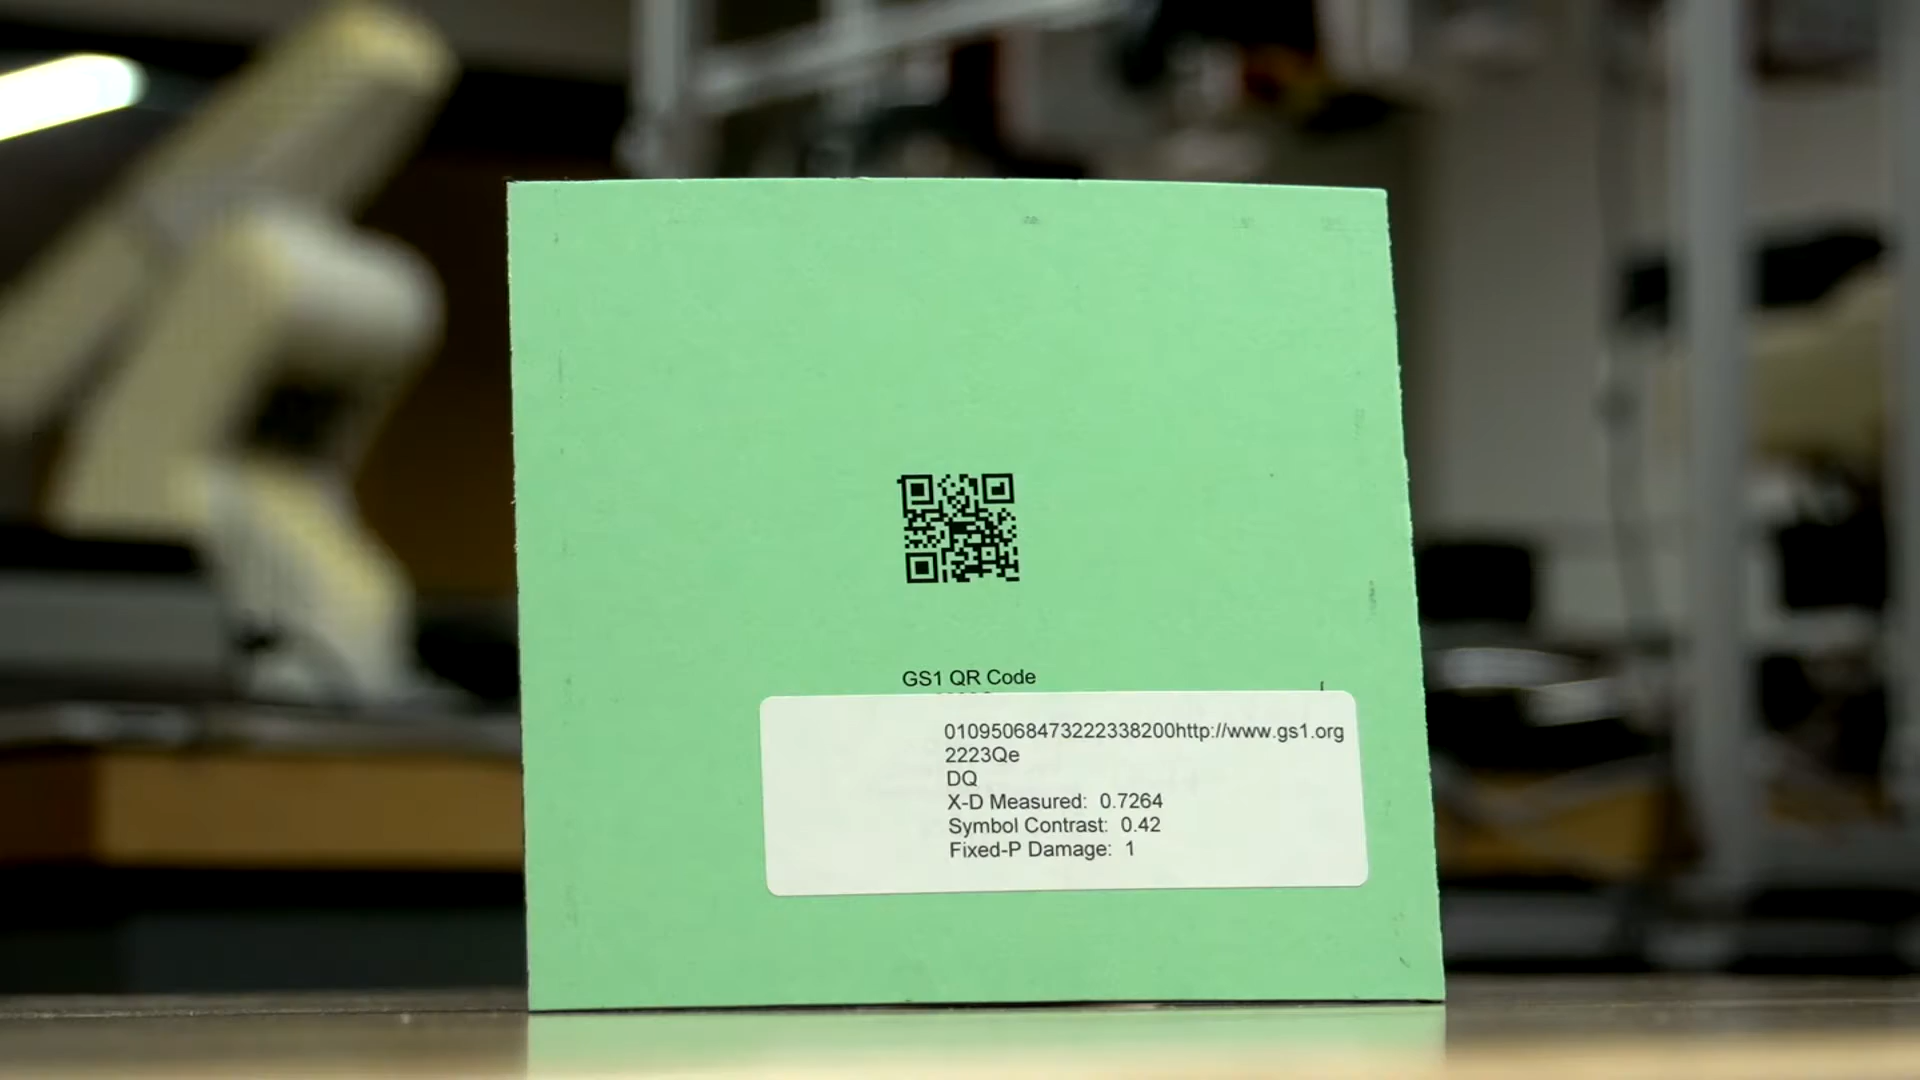 GS1 QR Code
01095068473222338200http://www.gs1.org
2223Qe
DQ
X-D Measured: 0.7264
Symbol Contrast: 0.42
Fixed-P Damage: 1